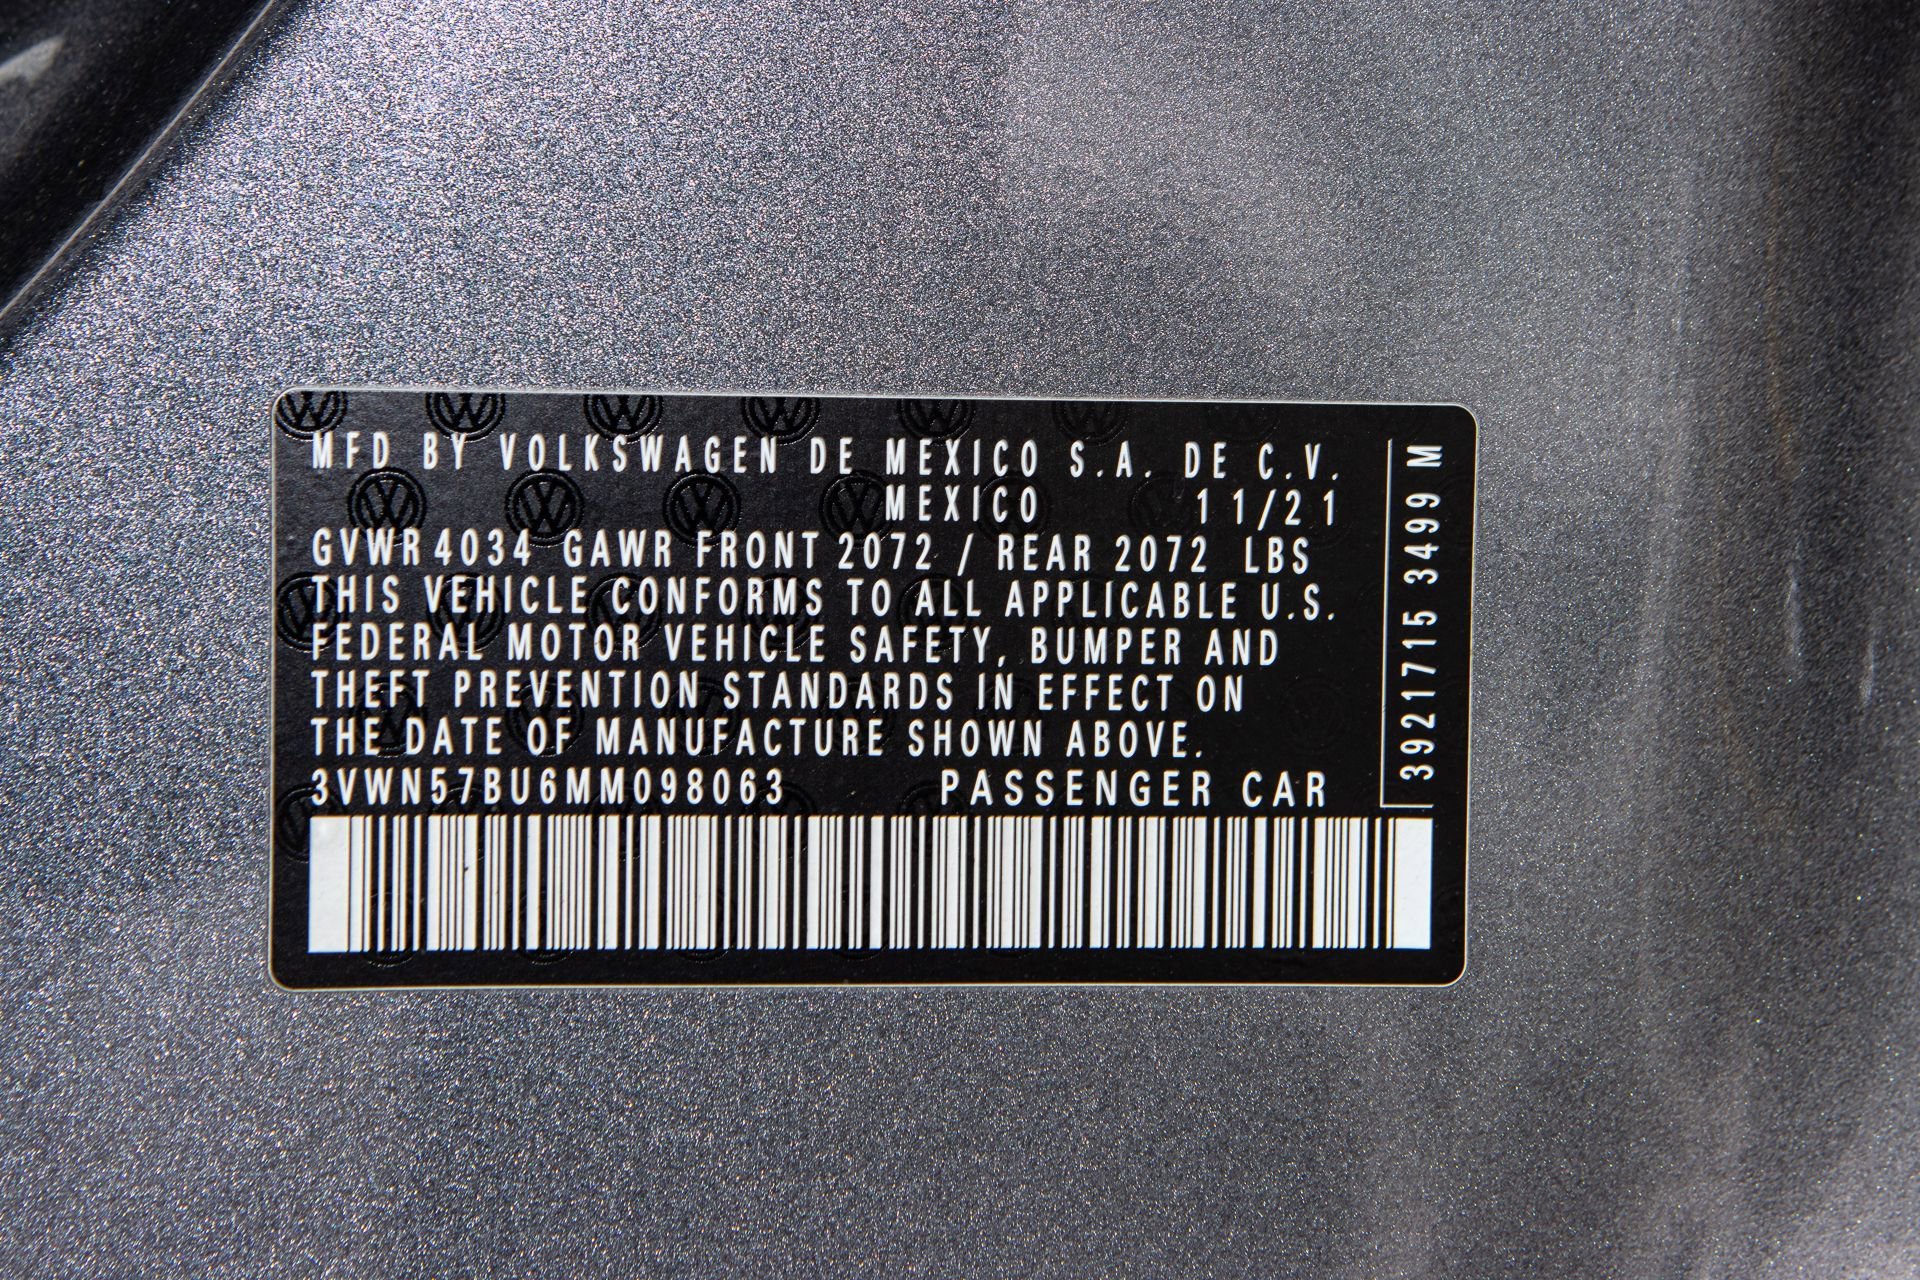 MFD BY VOLKSWAGEN DE MEXICO S.A. DE C.V.
MEXICO 11/21
GVWR 4034 GAWR FRONT 2072 / REAR 2072 LBS
THIS VEHICLE CONFORMS TO ALL APPLICABLE U.S.
FEDERAL MOTOR VEHICLE SAFETY, BUMPER AND
THEFT PREVENTION STANDARDS IN EFFECT ON
THE DATE OF MANUFACTURE SHOWN ABOVE.
3VWN57BU6MM098063 PASSENGER CAR
3921715 3499 M